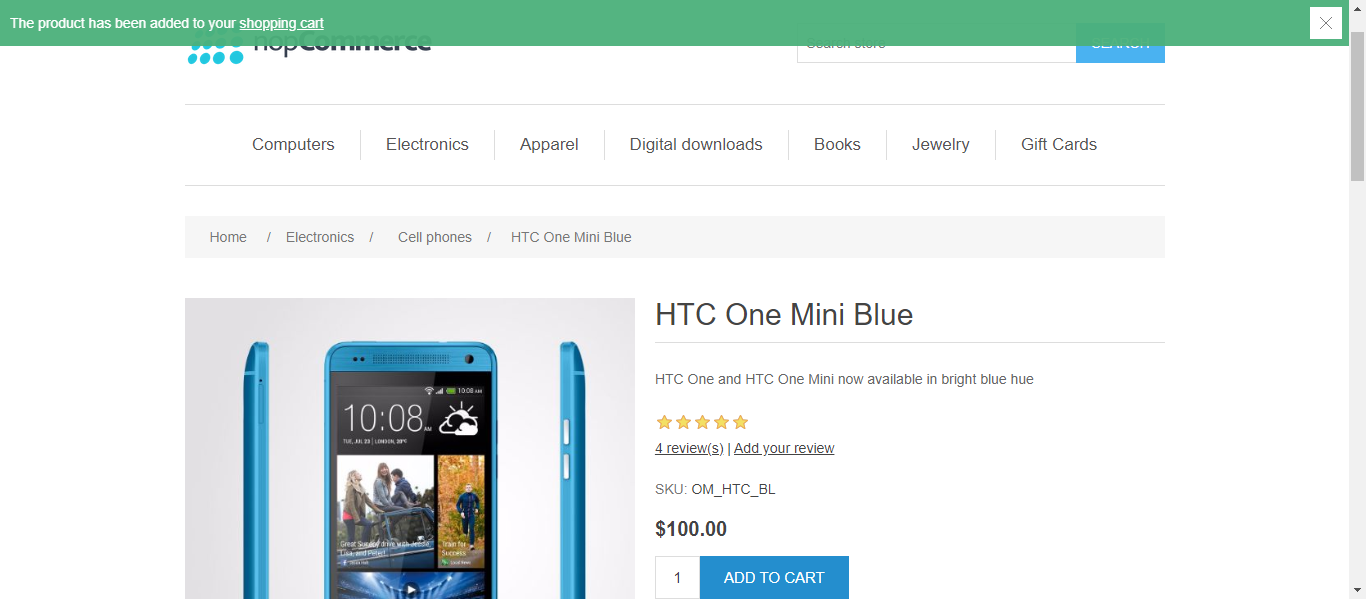 The product has been added to your shopping cart
nopCommerce
Search store
SEARCH
Computers
Electronics
Apparel
Digital downloads
Books
Jewelry
Gift Cards
Home / Electronics / Cell phones / HTC One Mini Blue
HTC One Mini Blue
HTC One and HTC One Mini now available in bright blue hue
4 review(s) | Add your review
SKU: OM_HTC_BL
$100.00
1 ADD TO CART
10:08 AM
10:08 AM
TUE, JUL 23 | LONDON, 20°C
Great Sunday drive with Jessie,
Lisa, and Peter!
Train for
Success